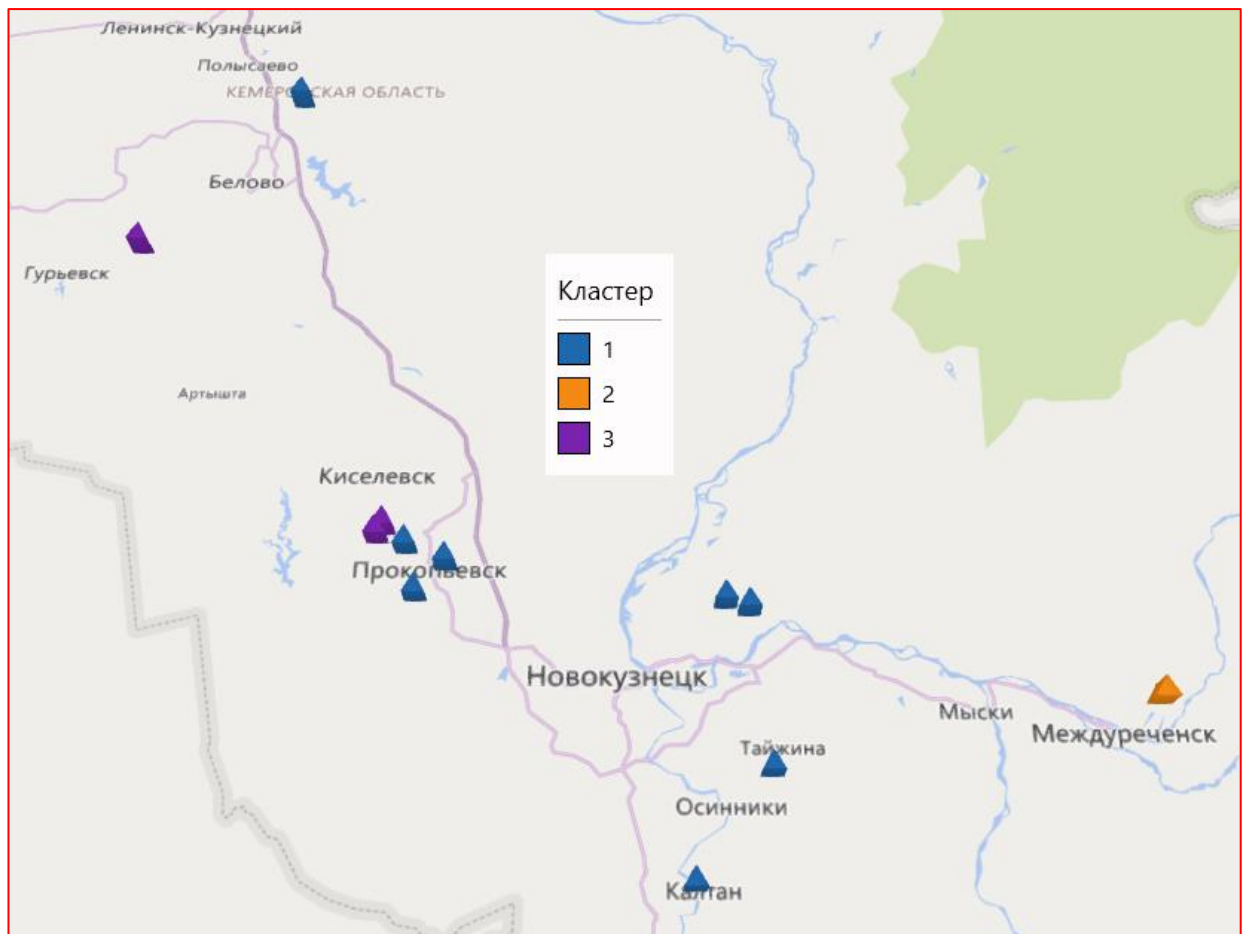 Ленинск-Кузнецкий
Полысаево
КЕМЕРОВСКАЯ ОБЛАСТЬ
Белово
Гурьевск
Кластер
1
2
3
Артышта
Киселевск
Прокопьевск
Новокузнецк
Мыски
Междуреченск
Тайжина
Осинники
Калтан